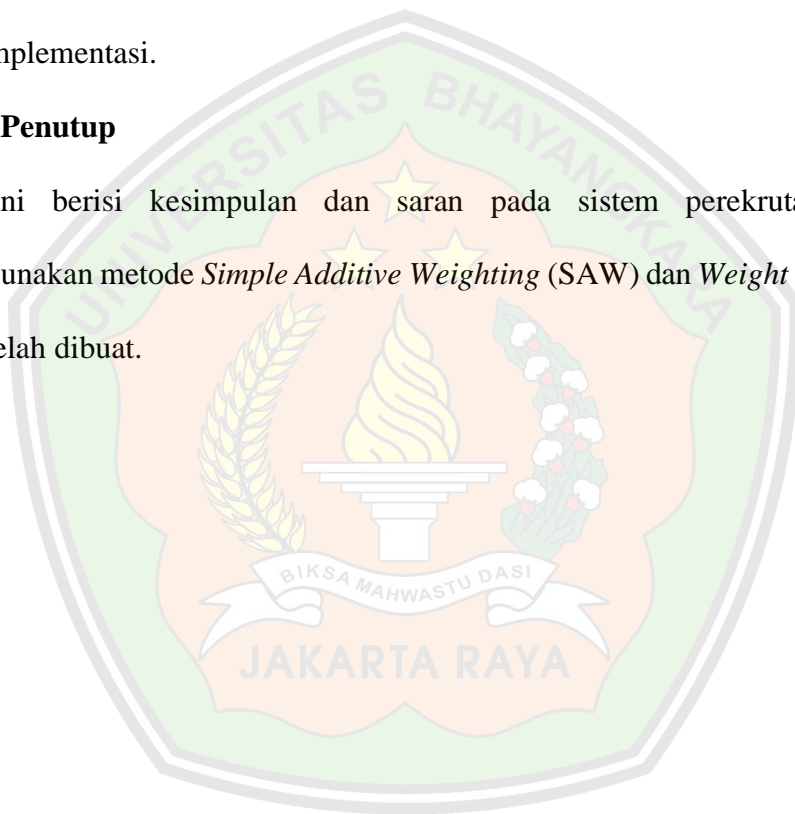 mplementasi.
Penutup
ni berisi kesimpulan dan saran pada sistem perekruta
unakan metode Simple Additive Weighting (SAW) dan Weight
elah dibuat.
UNIVERSITAS BHAYANGKARA
BIKSA MAHWASTU DASI
JAKARTA RAYA